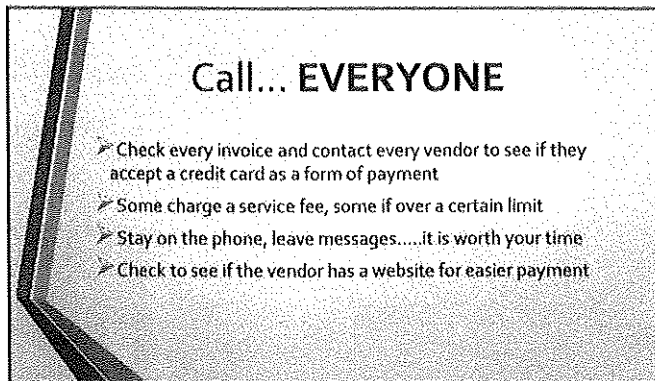 Call... EVERYONE
➢ Check every invoice and contact every vendor to see if they
accept a credit card as a form of payment
➢ Some charge a service fee, some if over a certain limit
➢ Stay on the phone, leave messages.....it is worth your time
➢ Check to see if the vendor has a website for easier payment